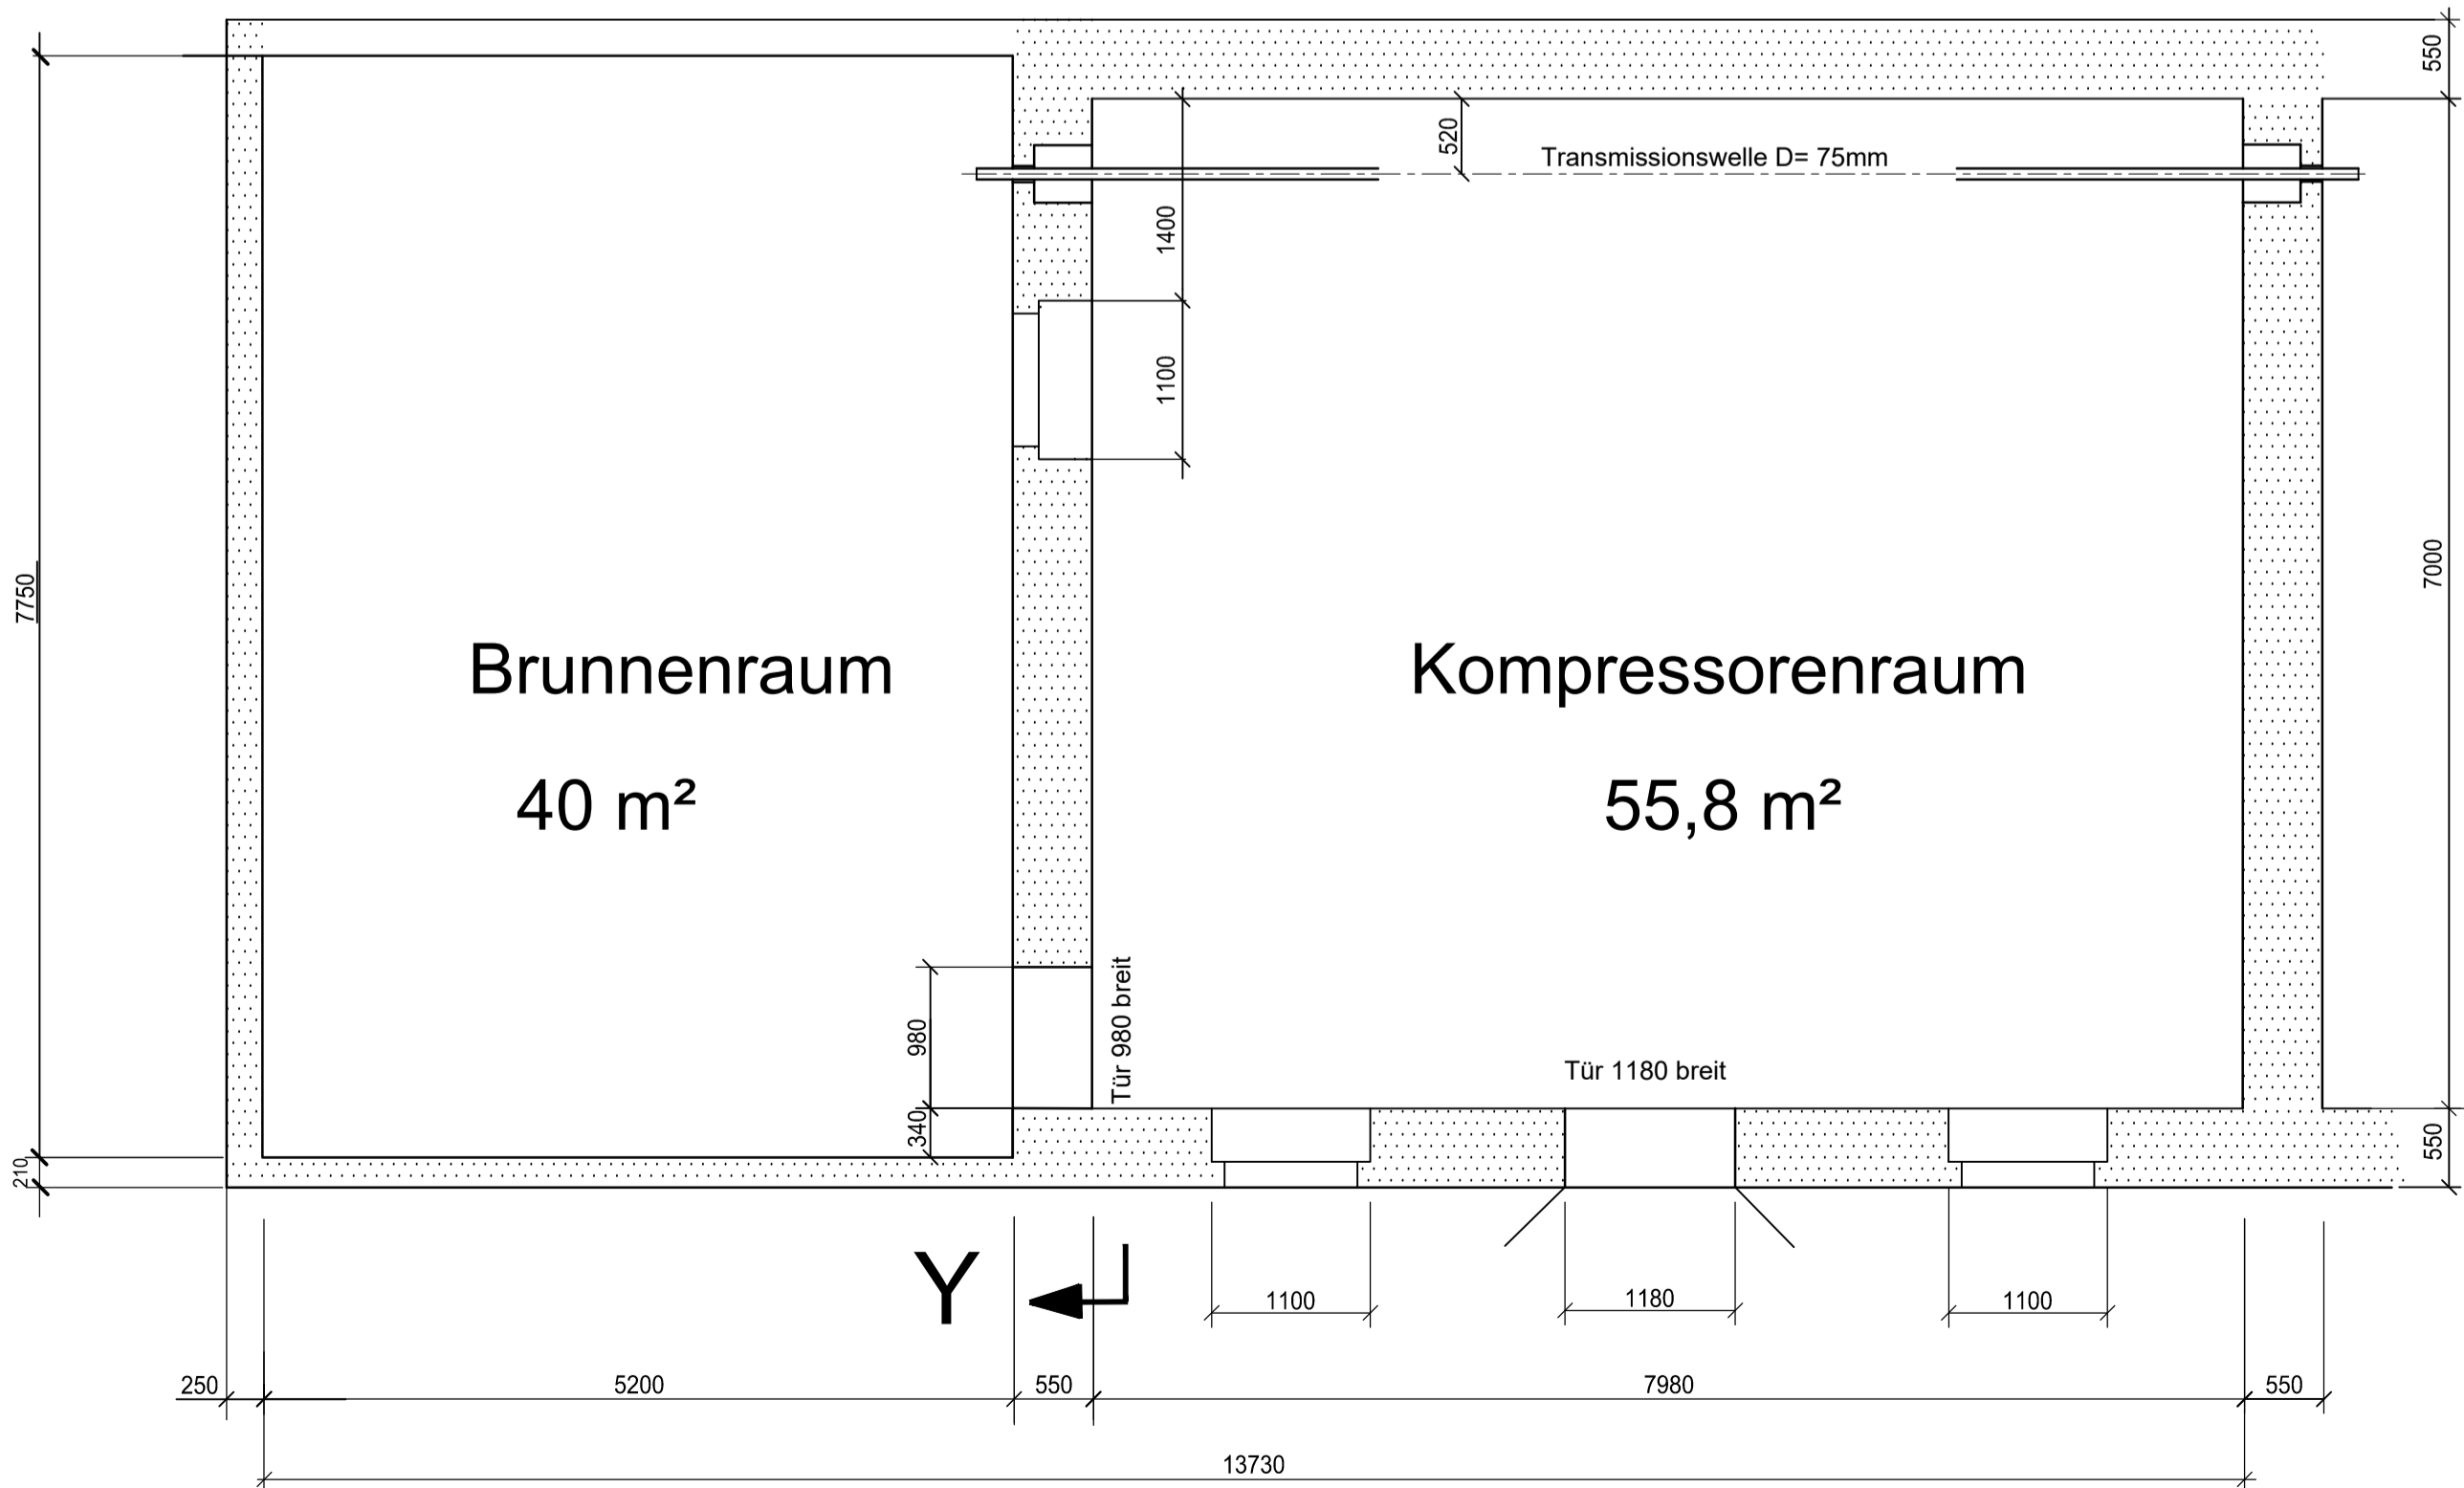 550
520
Transmissionswelle D= 75mm
1400
1100
7750
7000
Brunnenraum
Kompressorenraum
40 m²
55,8 m²
980
Tür 980 breit
Tür 1180 breit
340
550
210
Y
1100
1180
1100
250
5200
550
7980
550
13730